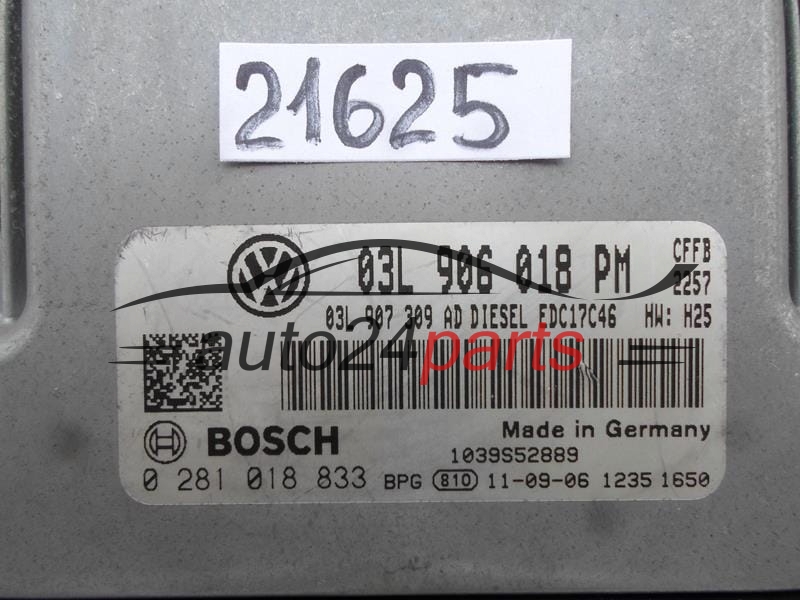 21625
03L 906 018 PM
CFFB
2257
03L 907 309 AD DIESEL EDC17C46 HW: H25
auto24parts
BOSCH
Made in Germany
1039S52889
0 281 018 833 BPG 810 11-09-06 1235 1650